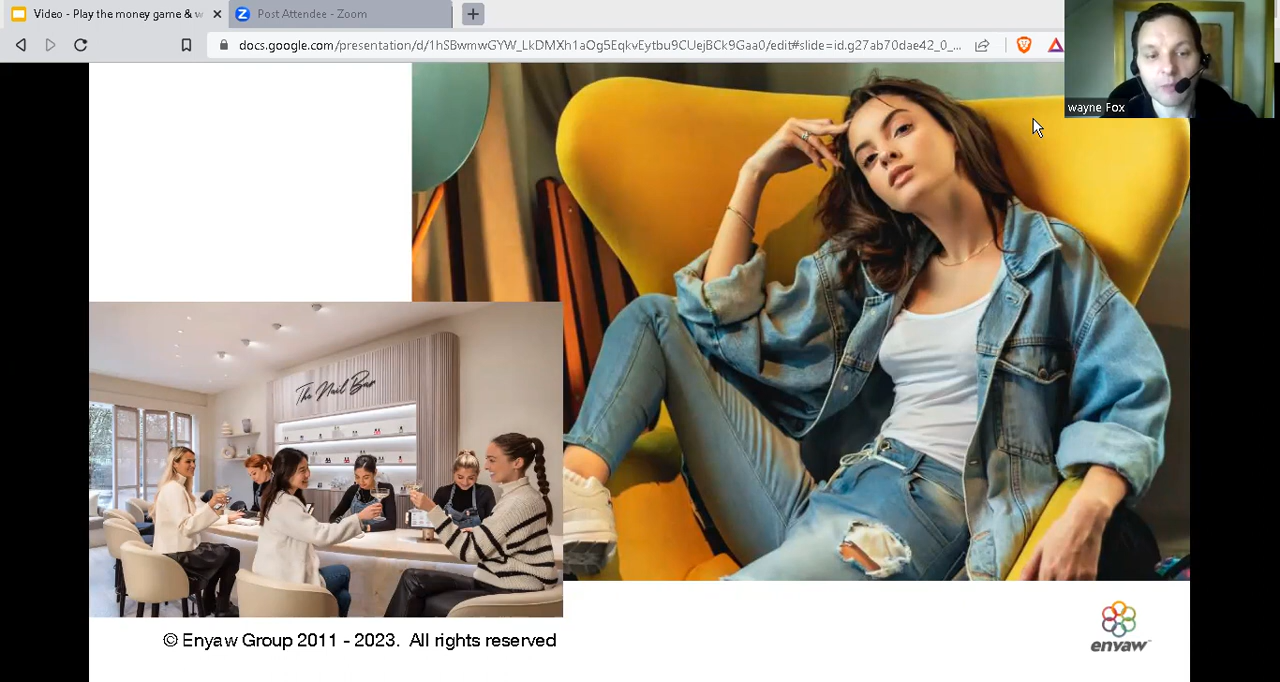 Video - Play the money game & w
Post Attendee - Zoom
docs.google.com/presentation/d/1hSBwmwGYW_LkDMXh1aOg5EqkvEytbu9CUejBCk9Gaa0/edit#slide=id.g27ab70dae42_0_...
wayne Fox
The Nail Bar
© Enyaw Group 2011 - 2023. All rights reserved
enyaw